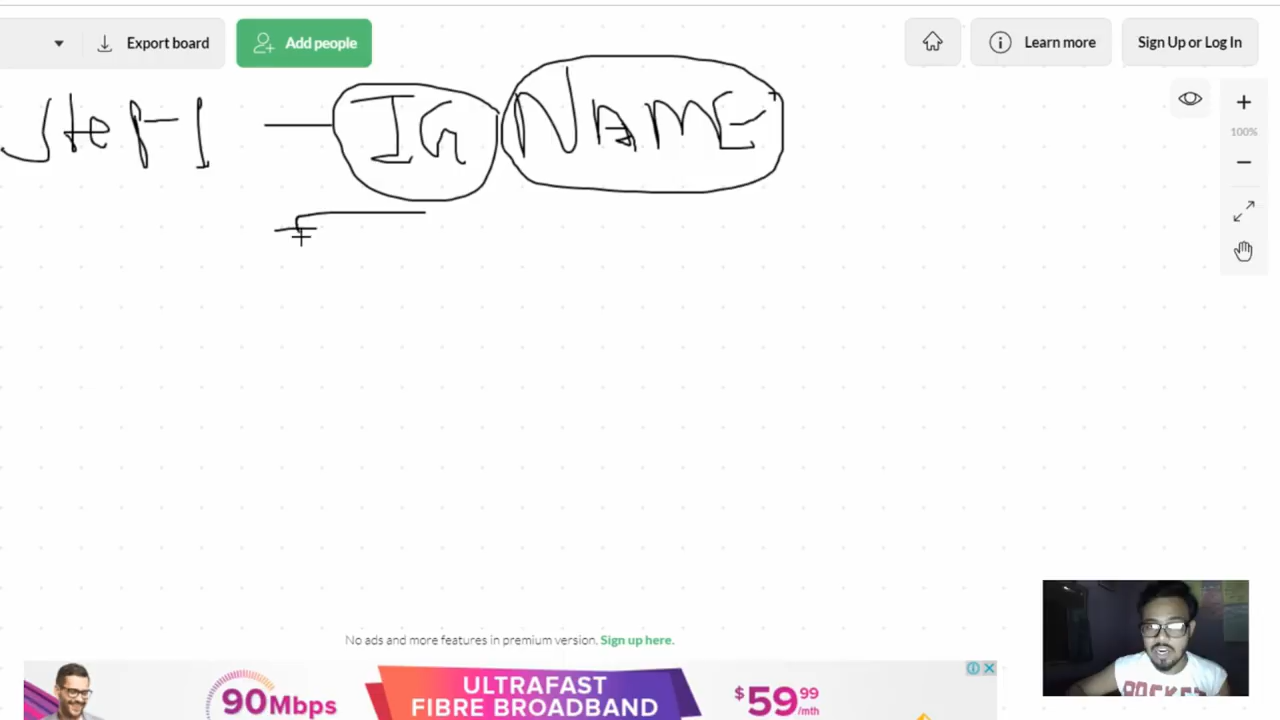 Export board
Add people
Learn more
Sign Up or Log In
Step-1 — IG NAME
100%
No ads and more features in premium version. Sign up here.
90Mbps
ULTRAFAST
FIBRE BROADBAND
$59.99
/mth